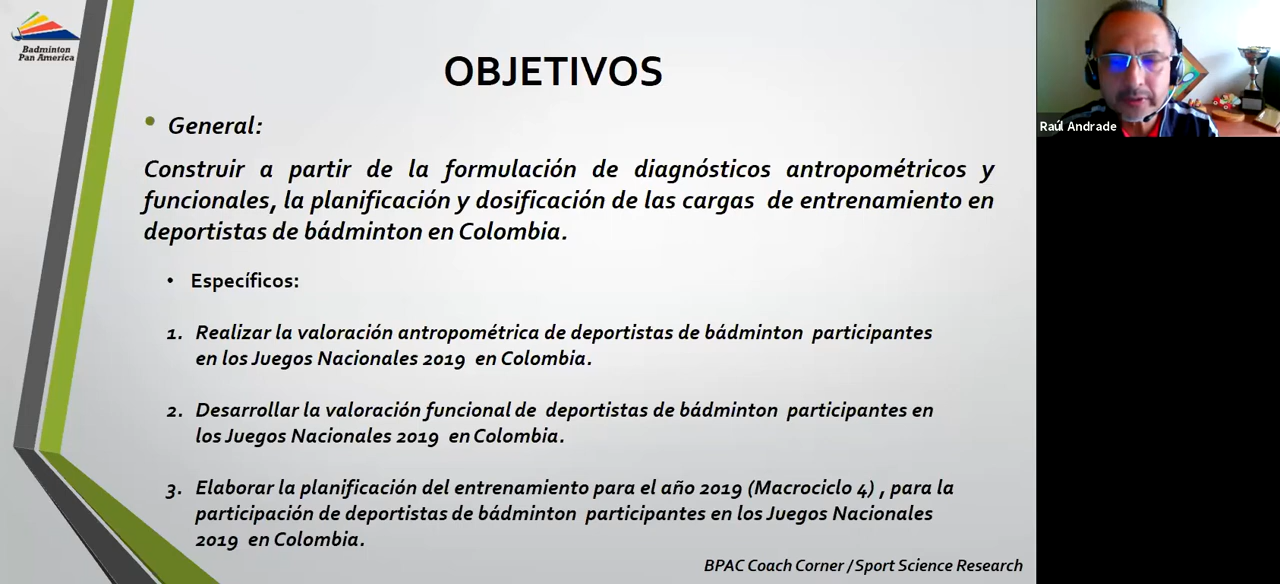 Badminton
Pan America
OBJETIVOS
• General:
Construir a partir de la formulación de diagnósticos antropométricos y
funcionales, la planificación y dosificación de las cargas de entrenamiento en
deportistas de bádminton en Colombia.
• Específicos:
1. Realizar la valoración antropométrica de deportistas de bádminton participantes
en los Juegos Nacionales 2019 en Colombia.
2. Desarrollar la valoración funcional de deportistas de bádminton participantes en
los Juegos Nacionales 2019 en Colombia.
3. Elaborar la planificación del entrenamiento para el año 2019 (Macrociclo 4) , para la
participación de deportistas de bádminton participantes en los Juegos Nacionales
2019 en Colombia.
BPAC Coach Corner / Sport Science Research
Raúl Andrade